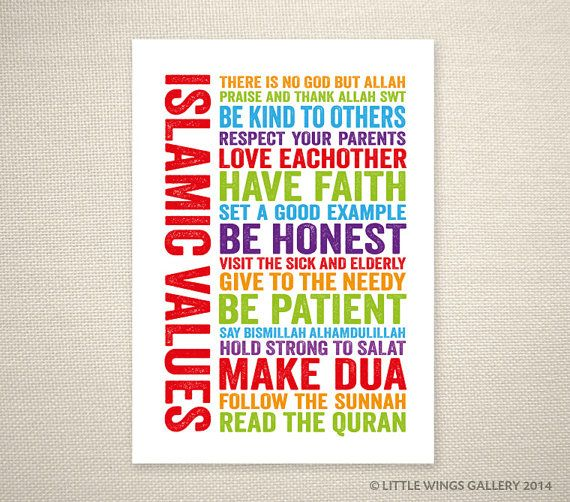 ISLAMIC VALUES
THERE IS NO GOD BUT ALLAH
PRAISE AND THANK ALLAH SWT
BE KIND TO OTHERS
RESPECT YOUR PARENTS
LOVE EACHOTHER
HAVE FAITH
SET A GOOD EXAMPLE
BE HONEST
VISIT THE SICK AND ELDERLY
GIVE TO THE NEEDY
BE PATIENT
SAY BISMILLAH ALHAMDULILLAH
HOLD STRONG TO SALAT
MAKE DUA
FOLLOW THE SUNNAH
READ THE QURAN
© LITTLE WINGS GALLERY 2014